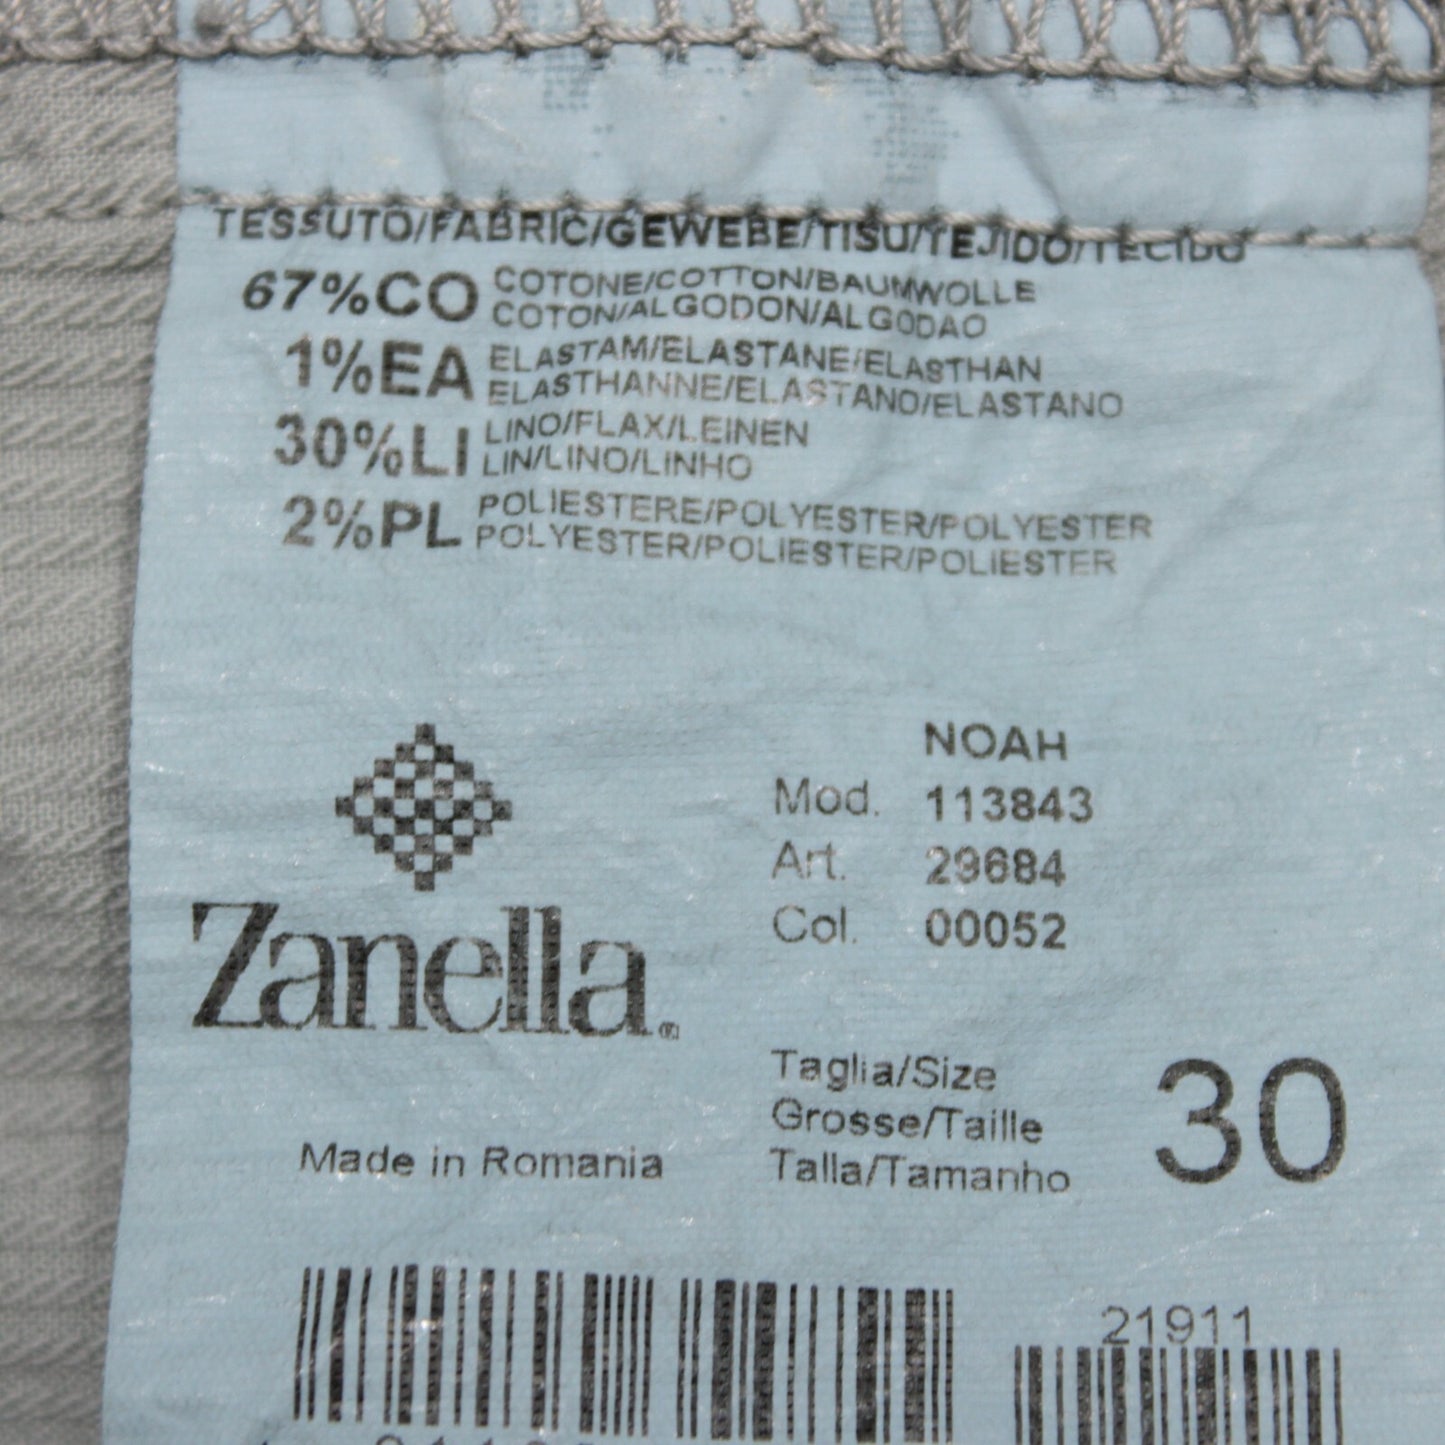 TESSUTO/FABRIC/GEWEBE/TISU/TEJIDO/TECIDO
67%CO COTONE/COTTON/BAUMWOLLE
COTON/ALGODON/ALGODAO
1%EA ELASTAM/ELASTANE/ELASTHAN
ELASTHANNE/ELASTANO/ELASTANO
30%LI LINO/FLAX/LEINEN
LIN/LINO/LINHO
2%PL POLIESTERE/POLYESTER/POLYESTER
POLYESTER/POLIESTER/POLIESTER
NOAH
Mod. 113843
Art. 29684
Col. 00052
Zanella®
Taglia/Size
Grosse/Taille
Talla/Tamanho
30
Made in Romania
21911